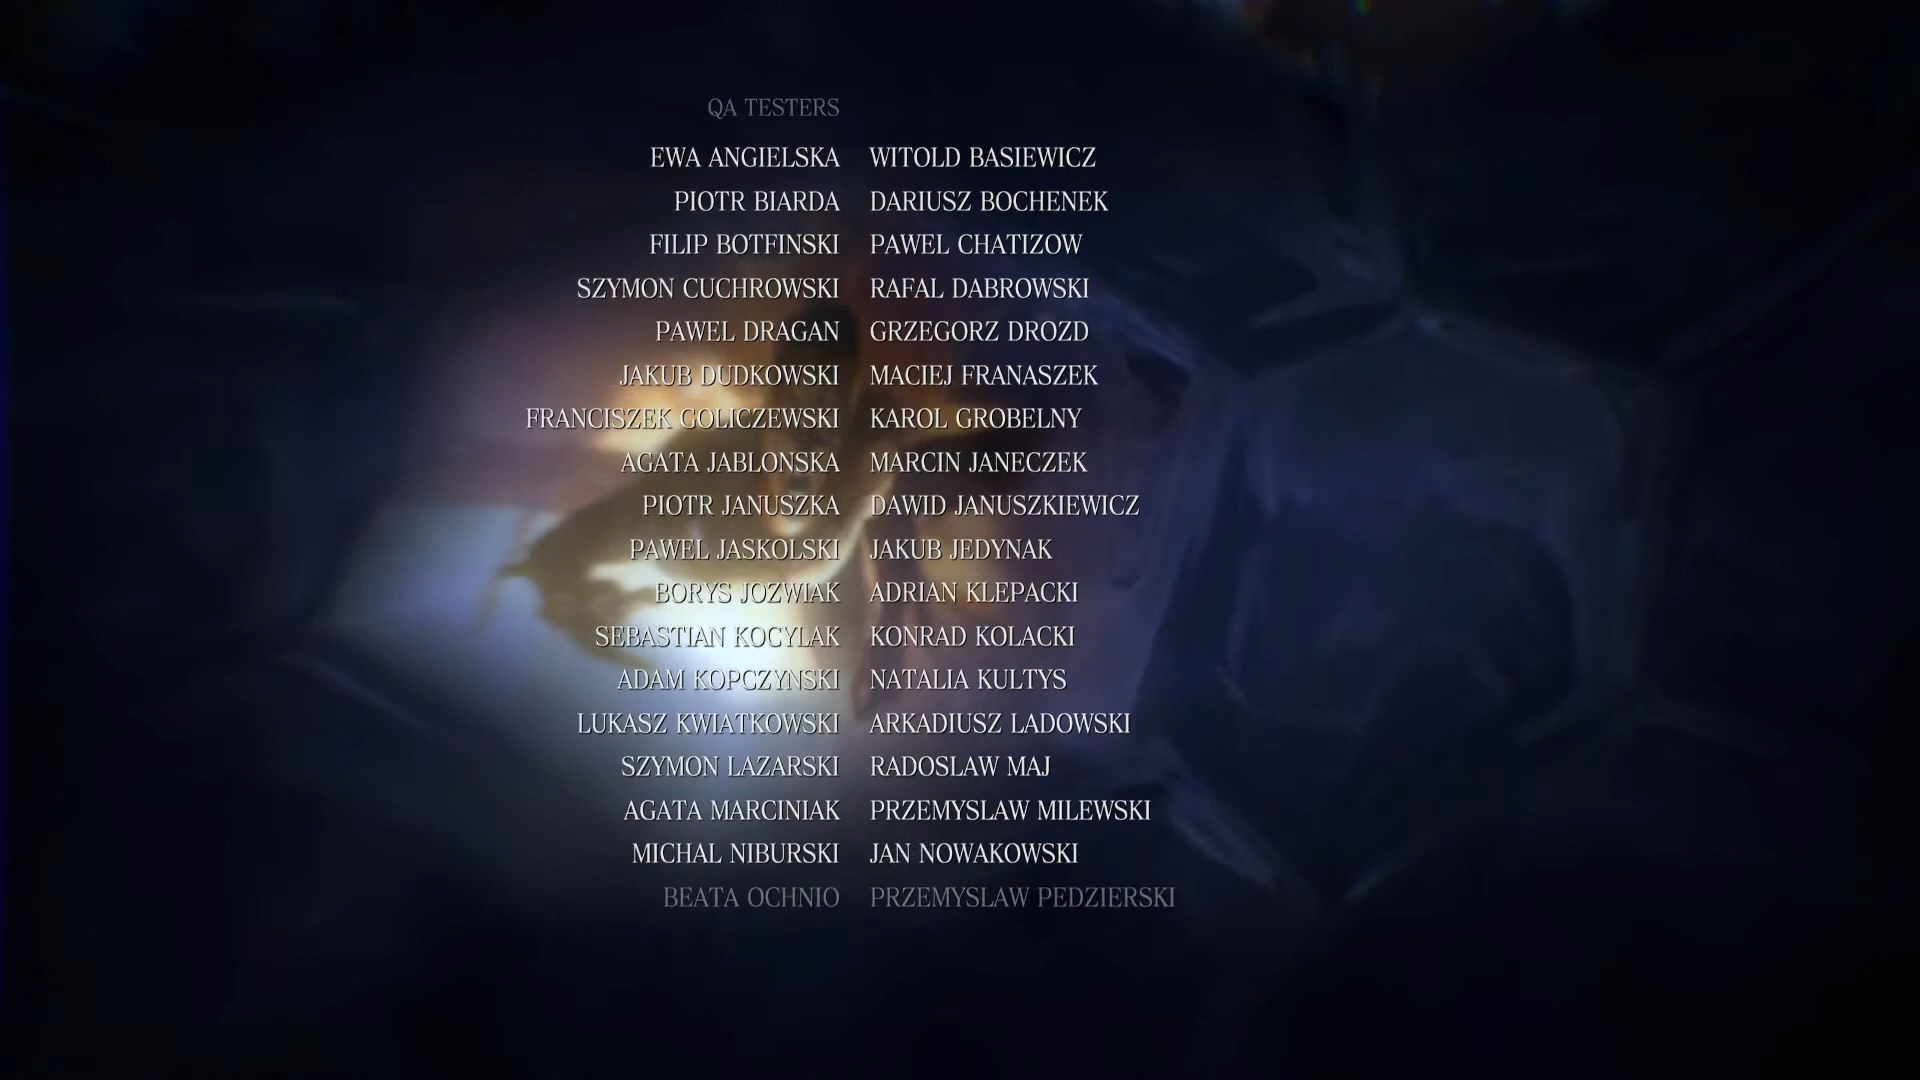 QA TESTERS
EWA ANGIELSKA WITOLD BASIEWICZ
PIOTR BIARDA DARIUSZ BOCHENEK
FILIP BOTFINSKI PAWEL CHATIZOW
SZYMON CUCHROWSKI RAFAL DABROWSKI
PAWEL DRAGAN GRZEGORZ DROZD
JAKUB DUDKOWSKI MACIEJ FRANASZEK
FRANCISZEK GOLICZEWSKI KAROL GROBELNY
AGATA JABLONSKA MARCIN JANECZEK
PIOTR JANUSZKA DAWID JANUSZKIEWICZ
PAWEL JASKOLSKI JAKUB JEDYNAK
BORYS JOZWIAK ADRIAN KLEPACKI
SEBASTIAN KOCYLAK KONRAD KOLACKI
ADAM KOPCZYNSKI NATALIA KULTYS
LUKASZ KWIATKOWSKI ARKADIUSZ LADOWSKI
SZYMON LAZARSKI RADOSLAW MAJ
AGATA MARCINIAK PRZEMYSLAW MILEWSKI
MICHAL NIBURSKI JAN NOWAKOWSKI
BEATA OCHNIO PRZEMYSLAW PEDZIERSKI